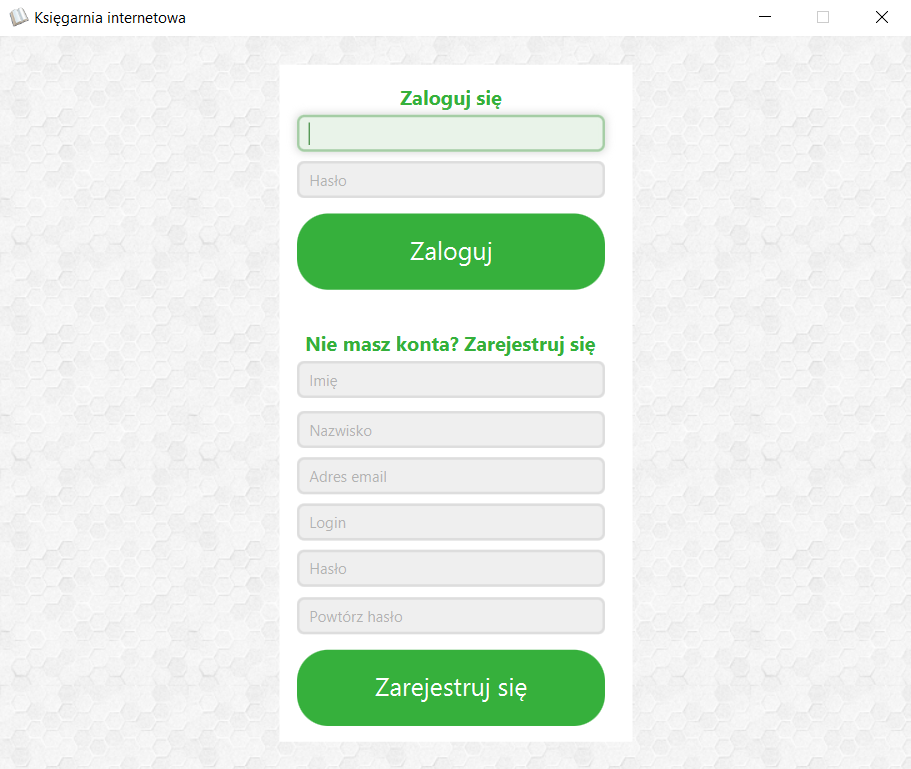 Księgarnia internetowa
Zaloguj się
Hasło
Zaloguj
Nie masz konta? Zarejestruj się
Imię
Nazwisko
Adres email
Login
Hasło
Powtórz hasło
Zarejestruj się